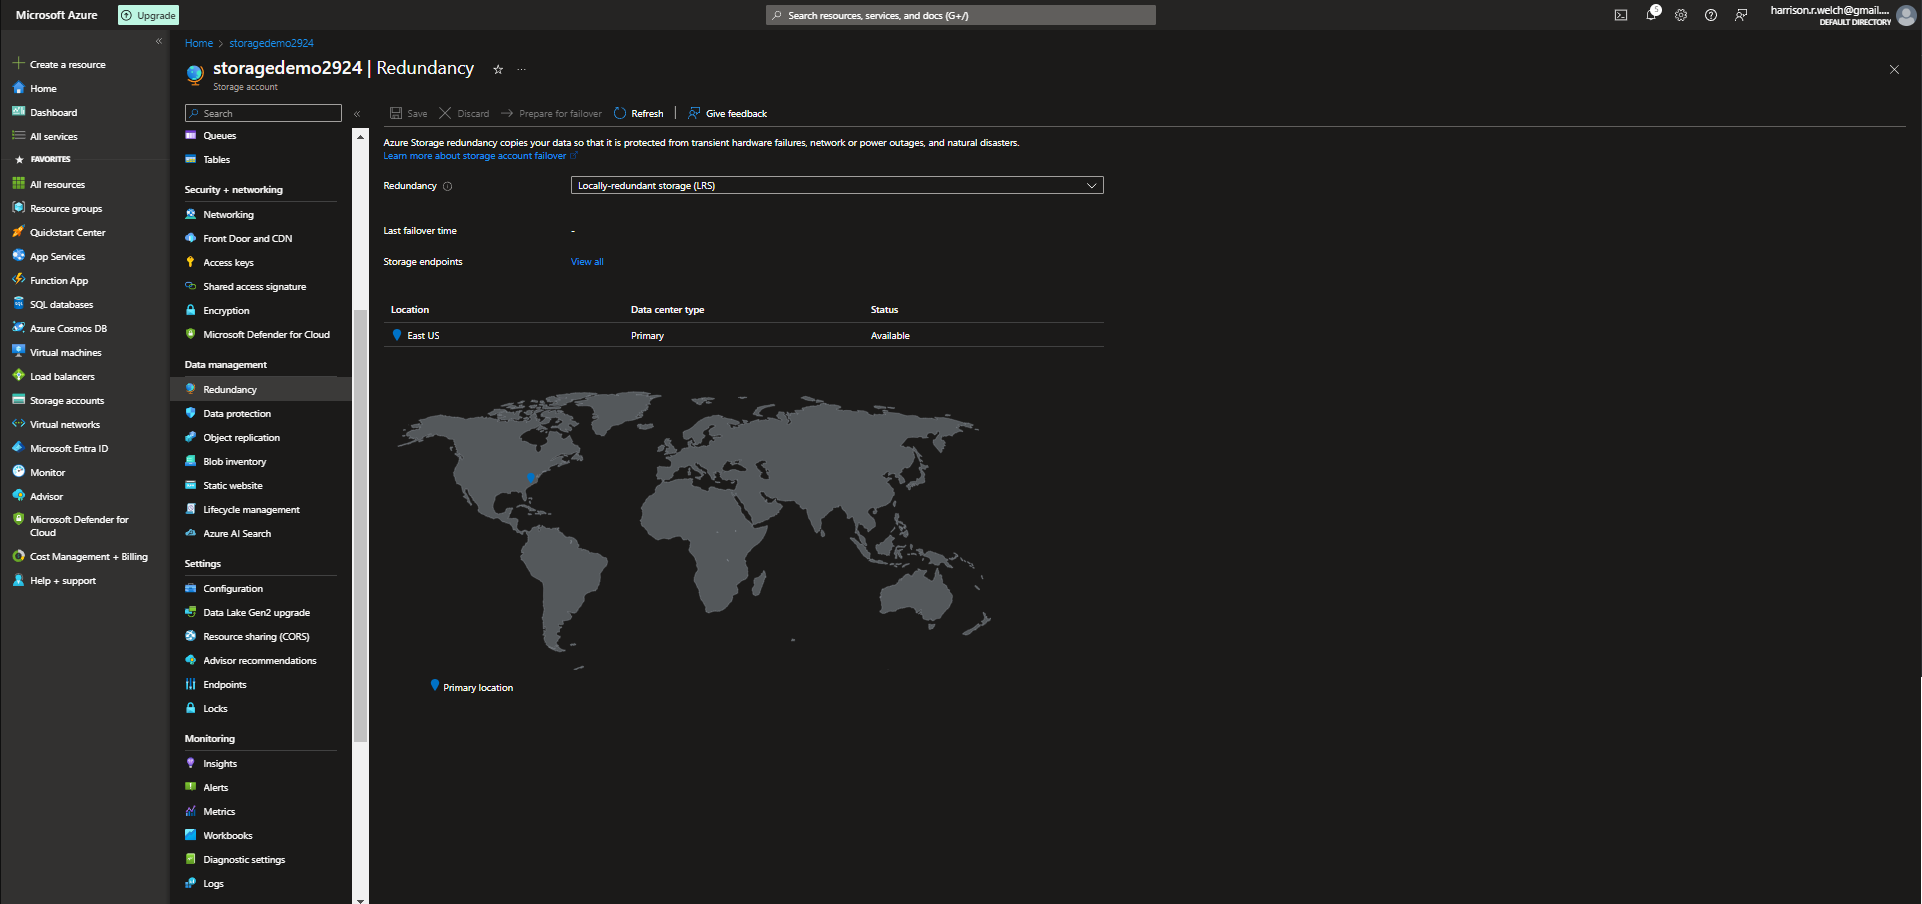 Microsoft Azure
Upgrade
Search resources, services, and docs (G+/)
5
harrison.r.welch@gmail....
DEFAULT DIRECTORY
«
Create a resource
Home
Dashboard
All services
FAVORITES
All resources
Resource groups
Quickstart Center
App Services
Function App
SQL databases
Azure Cosmos DB
Virtual machines
Load balancers
Storage accounts
Virtual networks
Microsoft Entra ID
Monitor
Advisor
Microsoft Defender for
Cloud
Cost Management + Billing
Help + support
Home > storagedemo2924
storagedemo2924 | Redundancy
Storage account
Search
«
Queues
Tables
Security + networking
Networking
Front Door and CDN
Access keys
Shared access signature
Encryption
Microsoft Defender for Cloud
Data management
Redundancy
Data protection
Object replication
Blob inventory
Static website
Lifecycle management
Azure AI Search
Settings
Configuration
Data Lake Gen2 upgrade
Resource sharing (CORS)
Advisor recommendations
Endpoints
Locks
Monitoring
Insights
Alerts
Metrics
Workbooks
Diagnostic settings
Logs
Save Discard Prepare for failover Refresh | Give feedback
Azure Storage redundancy copies your data so that it is protected from transient hardware failures, network or power outages, and natural disasters.
Learn more about storage account failover
Redundancy Locally-redundant storage (LRS)
Last failover time -
Storage endpoints View all
Location Data center type Status
East US Primary Available
Primary location